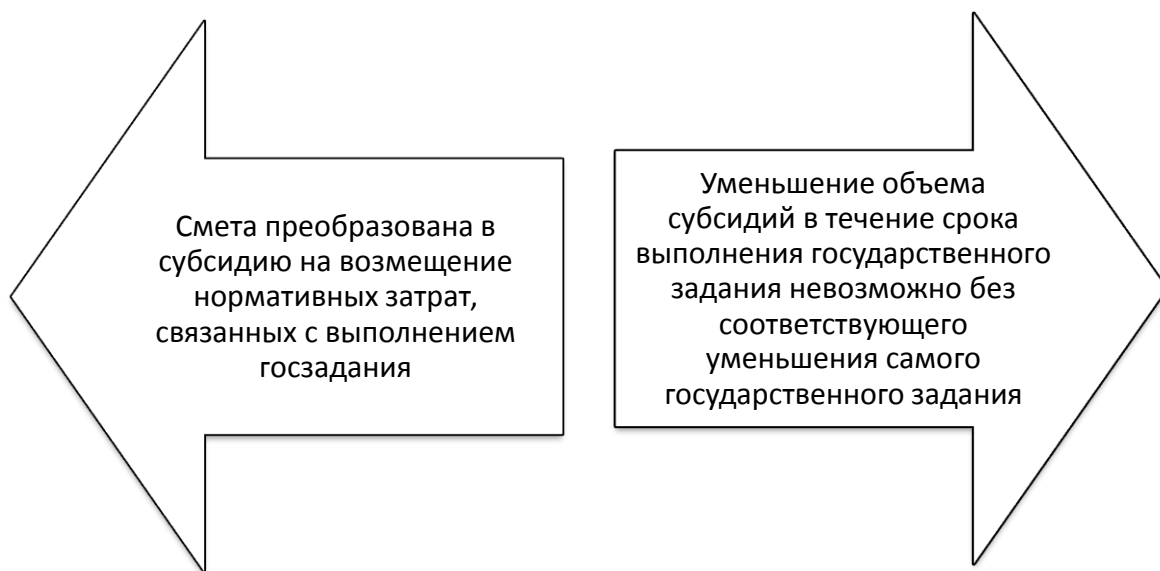 Смета преобразована в
субсидию на возмещение
нормативных затрат,
связанных с выполнением
госзадания
Уменьшение объема
субсидий в течение срока
выполнения государственного
задания невозможно без
соответствующего
уменьшения самого
государственного задания